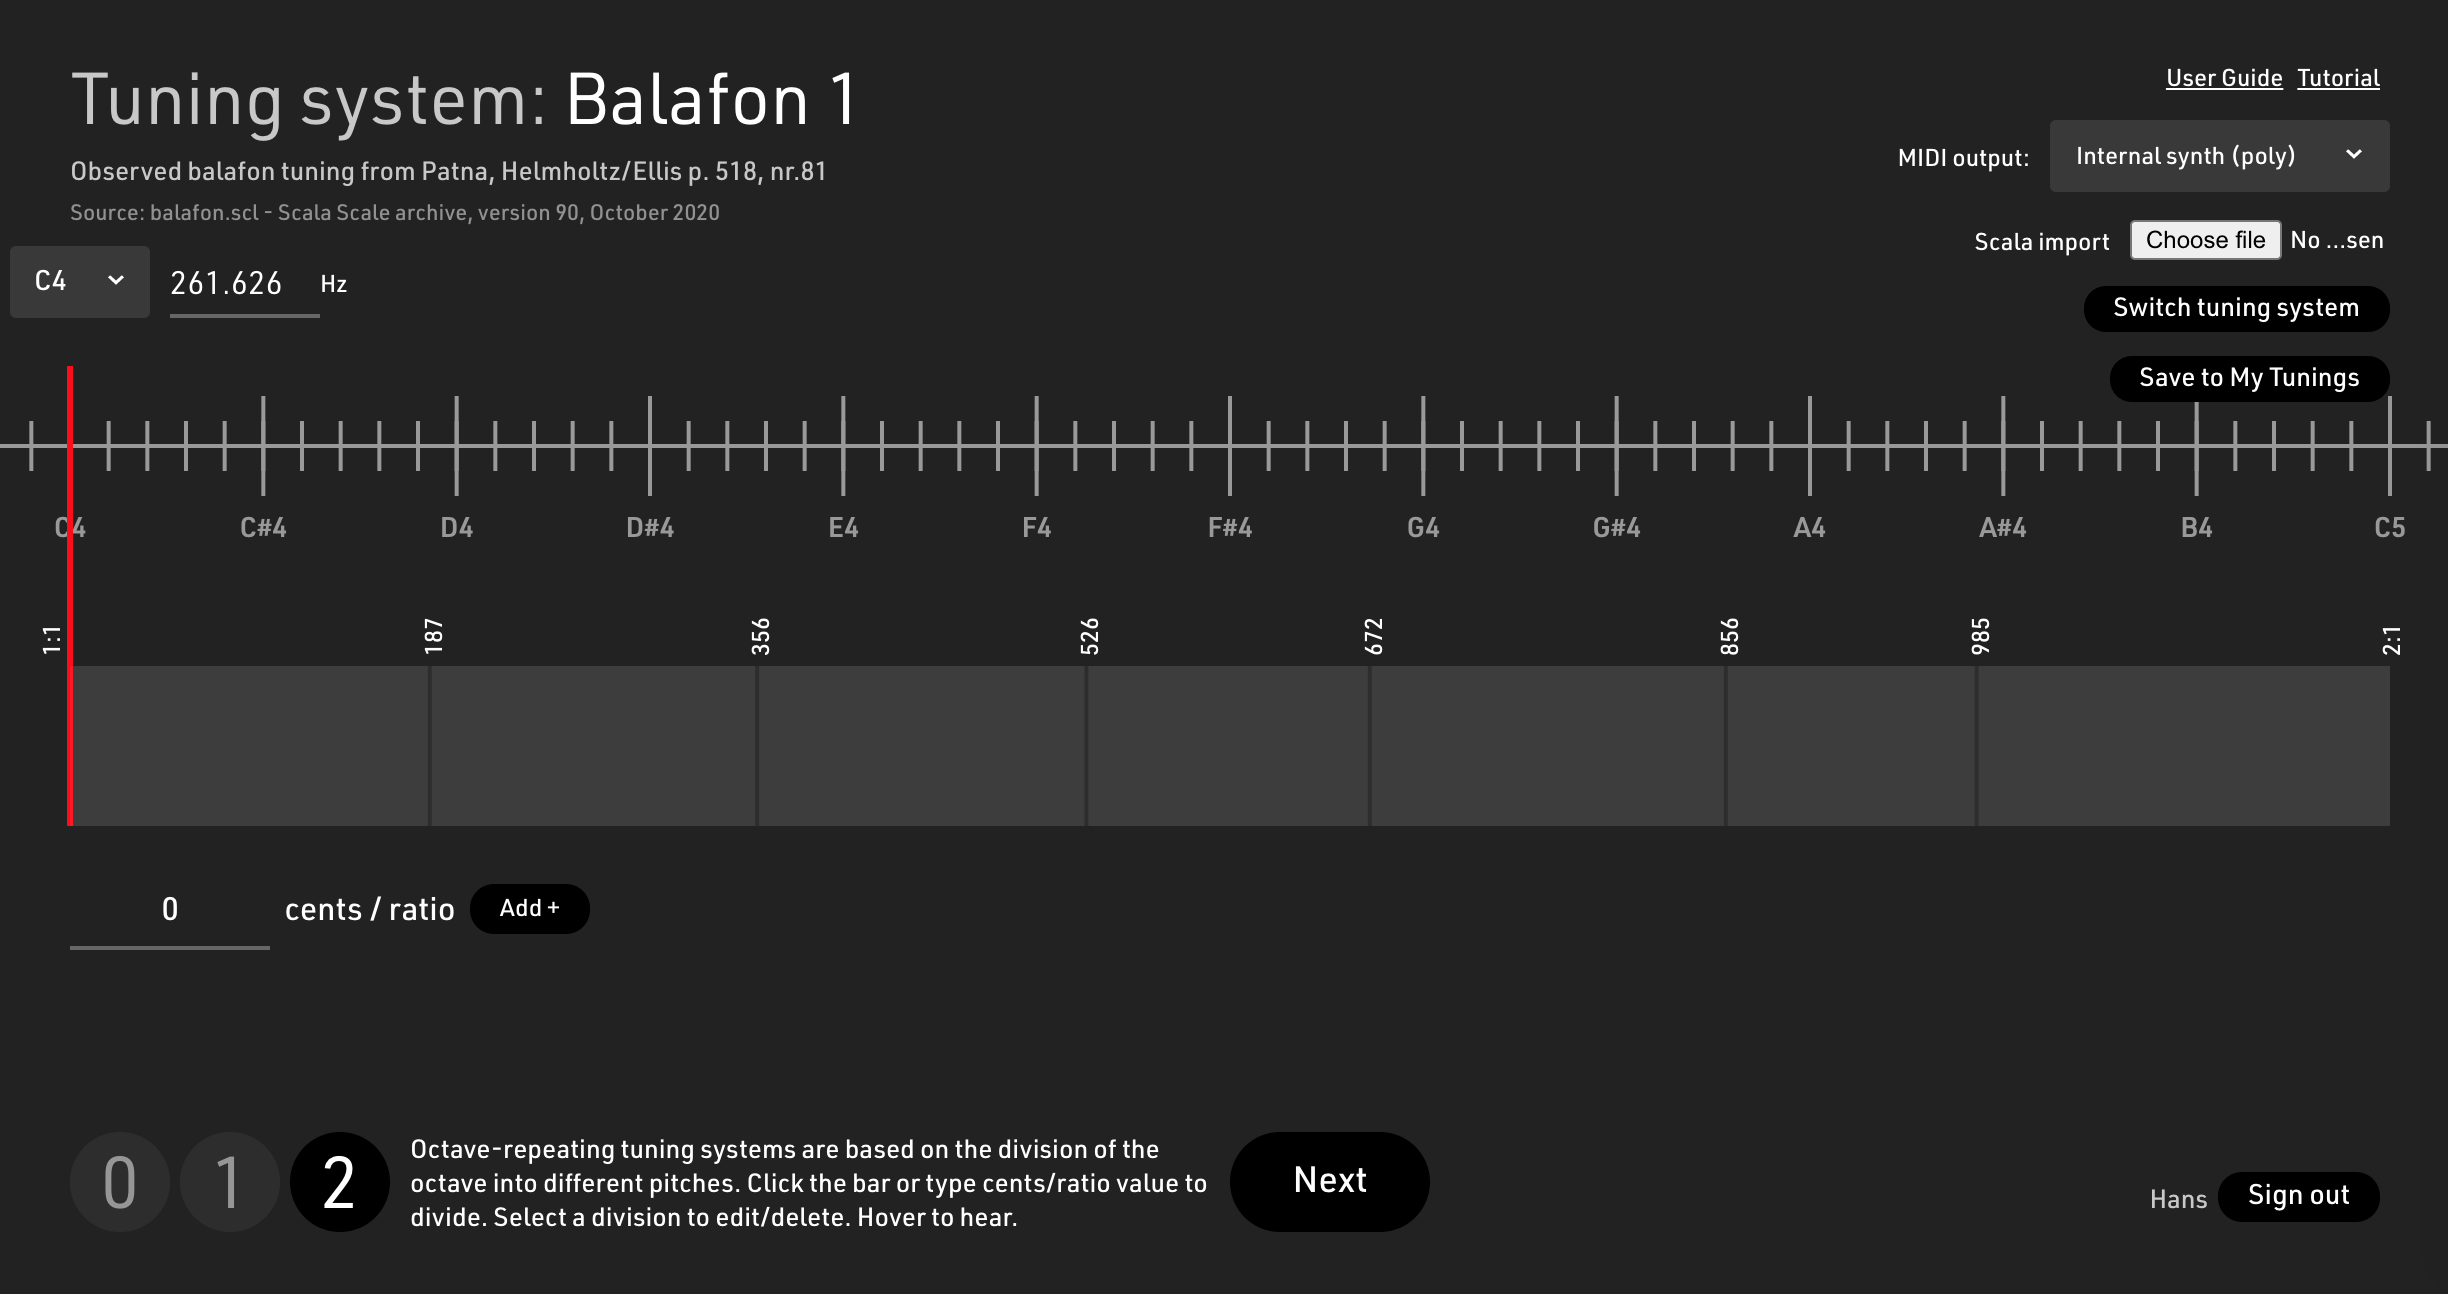 Tuning system: Balafon 1
Observed balafon tuning from Patna, Helmholtz/Ellis p. 518, nr.81
Source: balafon.scl - Scala Scale archive, version 90, October 2020
User Guide Tutorial
MIDI output: Internal synth (poly)
Scala import Choose file No ...sen
Switch tuning system
Save to My Tunings
C4 261.626 Hz
C4 C#4 D4 D#4 E4 F4 F#4 G4 G#4 A4 A#4 B4 C5
1:1 187 356 526 672 856 985 2:1
0 cents / ratio Add +
0 1 2
Octave-repeating tuning systems are based on the division of the
octave into different pitches. Click the bar or type cents/ratio value to
divide. Select a division to edit/delete. Hover to hear.
Next
Hans Sign out